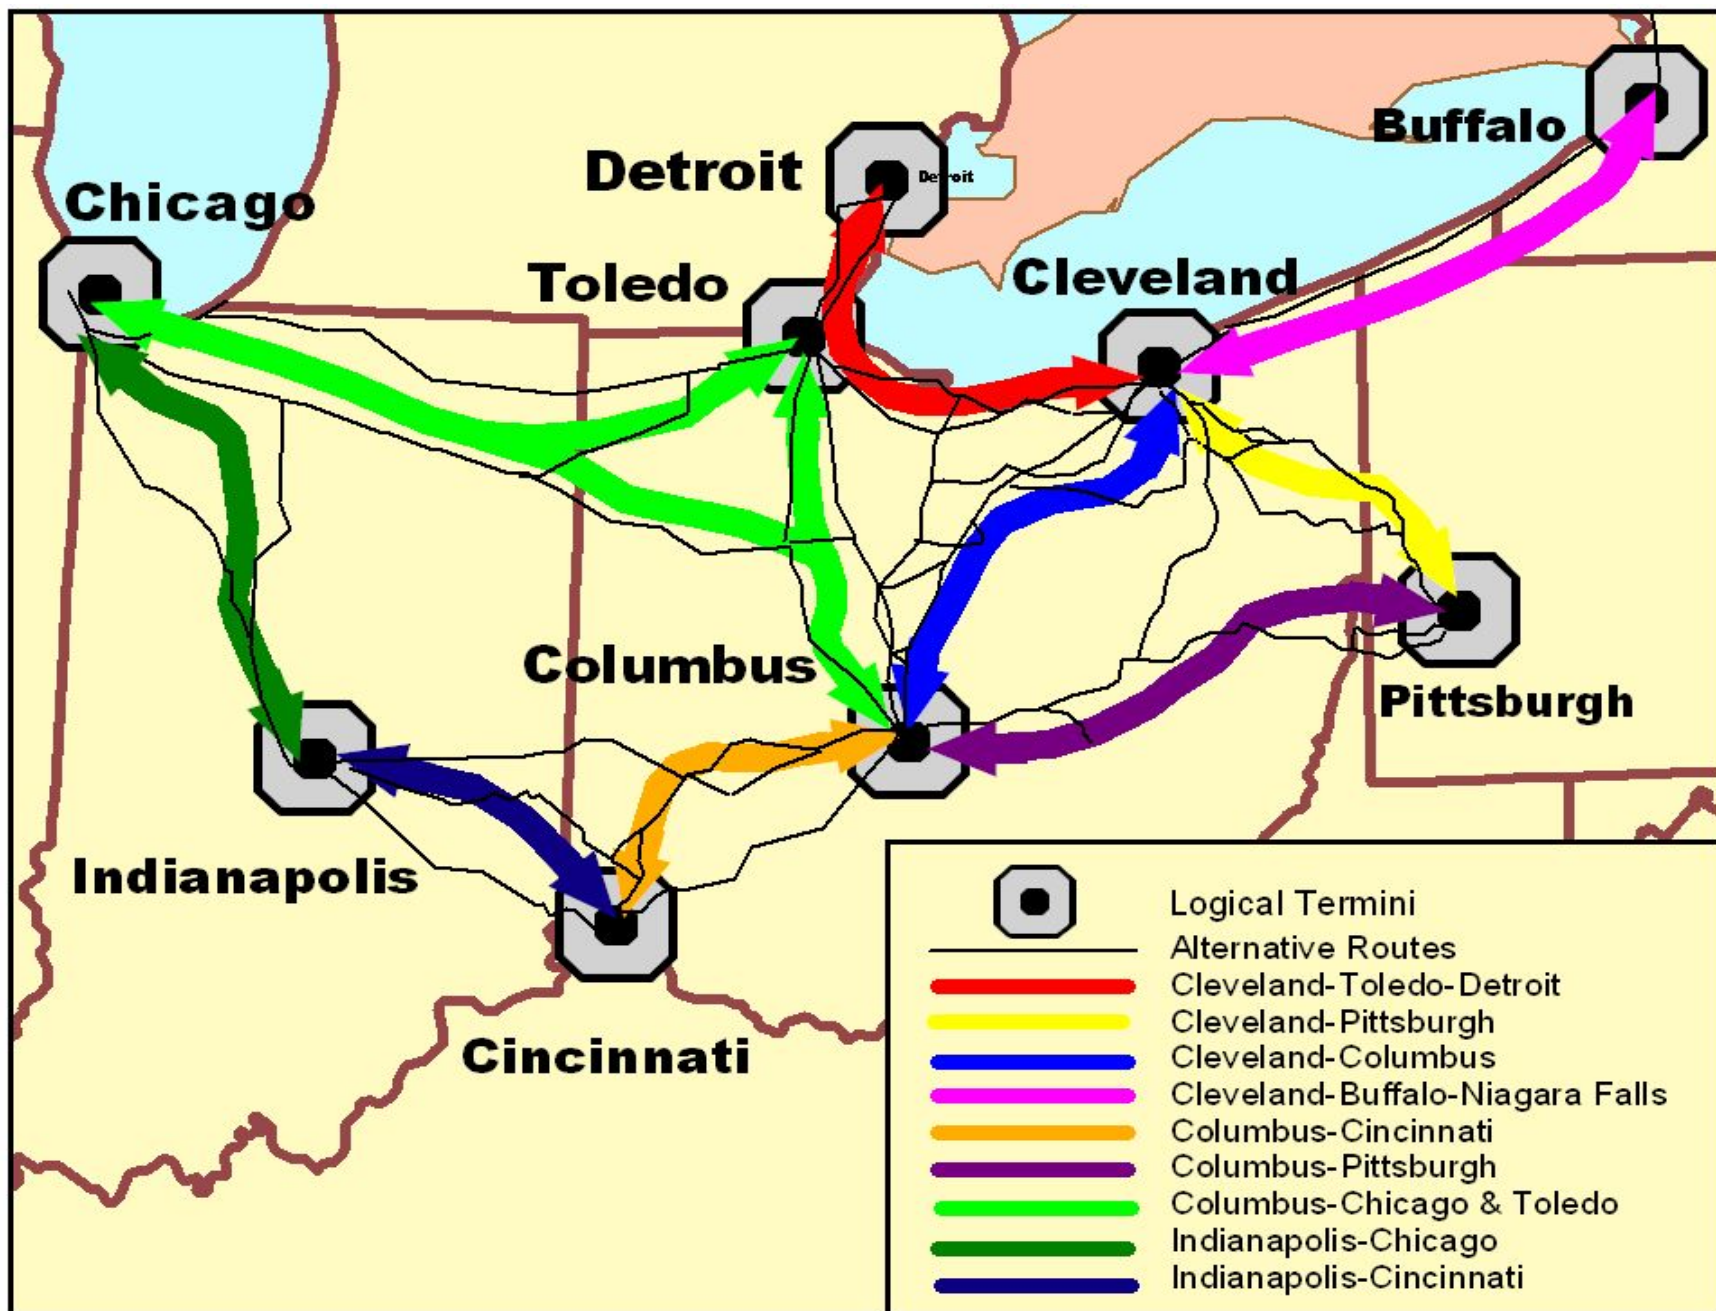 Buffalo
Detroit
Detroit
Chicago
Toledo
Cleveland
Columbus
Pittsburgh
Indianapolis
Cincinnati
Logical Termini
Alternative Routes
Cleveland-Toledo-Detroit
Cleveland-Pittsburgh
Cleveland-Columbus
Cleveland-Buffalo-Niagara Falls
Columbus-Cincinnati
Columbus-Pittsburgh
Columbus-Chicago & Toledo
Indianapolis-Chicago
Indianapolis-Cincinnati